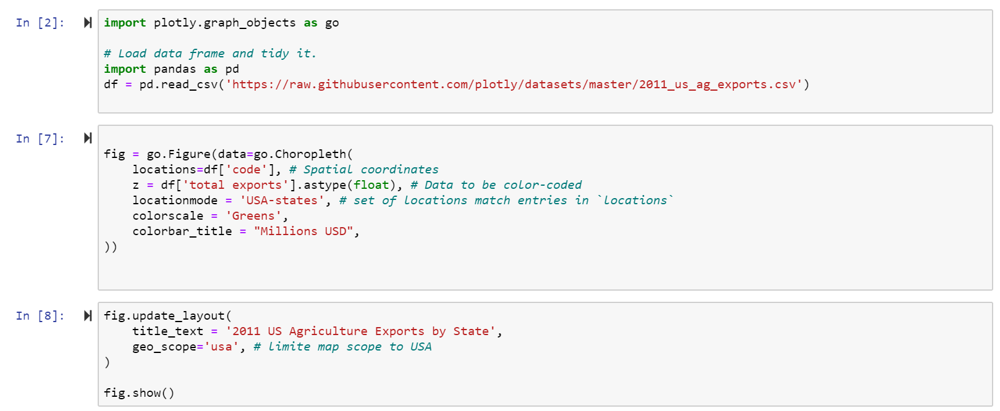 In [2]:
import plotly.graph_objects as go
# Load data frame and tidy it.
import pandas as pd
df = pd.read_csv('https://raw.githubusercontent.com/plotly/datasets/master/2011_us_ag_exports.csv')
In [7]:
fig = go.Figure(data=go.Choropleth(
    locations=df['code'], # Spatial coordinates
    z = df['total exports'].astype(float), # Data to be color-coded
    locationmode = 'USA-states', # set of locations match entries in `locations`
    colorscale = 'Greens',
    colorbar_title = "Millions USD",
))
In [8]:
fig.update_layout(
    title_text = '2011 US Agriculture Exports by State',
    geo_scope='usa', # limite map scope to USA
)
fig.show()